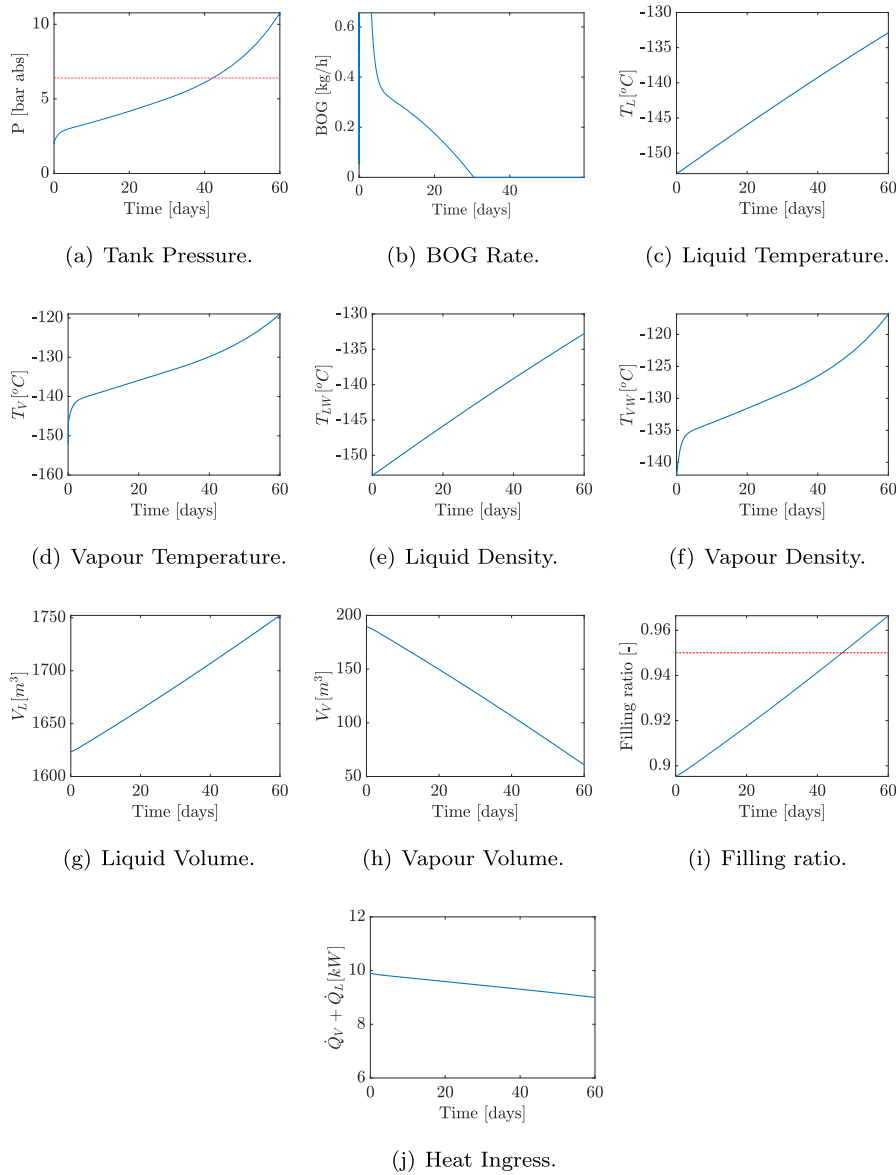 P [bar abs]
10
5
0
0 20 40 60
Time [days]
(a) Tank Pressure.
BOG [kg/h]
0.6
0.4
0.2
0
0 20 40
Time [days]
(b) BOG Rate.
T_L [°C]
-130
-135
-140
-145
-150
0 20 40 60
Time [days]
(c) Liquid Temperature.
T_V [°C]
-120
-130
-140
-150
-160
0 20 40 60
Time [days]
(d) Vapour Temperature.
T_LW [°C]
-130
-135
-140
-145
-150
0 20 40 60
Time [days]
(e) Liquid Density.
T_VW [°C]
-120
-125
-130
-135
-140
0 20 40 60
Time [days]
(f) Vapour Density.
V_L [m³]
1750
1700
1650
1600
0 20 40 60
Time [days]
(g) Liquid Volume.
V_V [m³]
200
150
100
50
0 20 40 60
Time [days]
(h) Vapour Volume.
Filling ratio [-]
0.96
0.94
0.92
0.9
0 20 40 60
Time [days]
(i) Filling ratio.
Q̇_V + Q̇_L [kW]
12
10
8
6
0 20 40 60
Time [days]
(j) Heat Ingress.